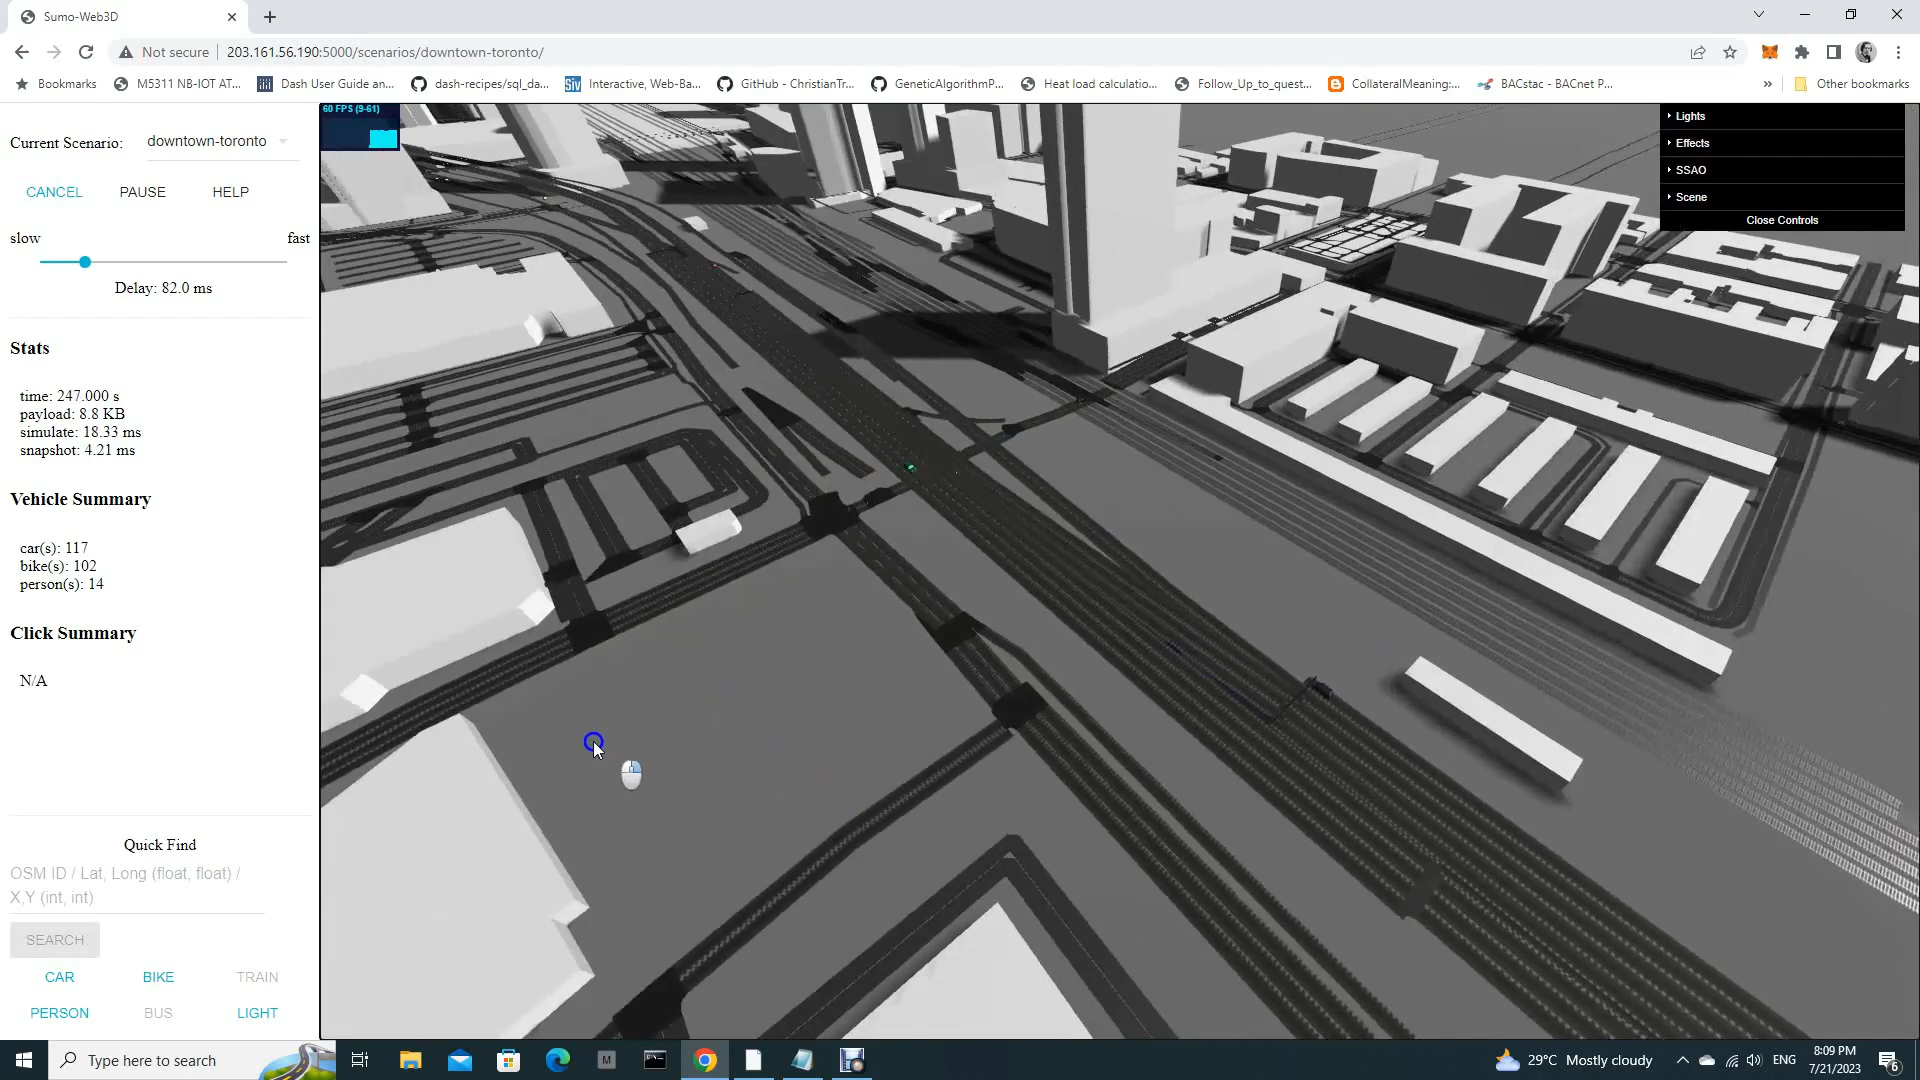 Sumo-Web3D
Not secure
203.161.56.190:5000/scenarios/downtown-toronto/
Bookmarks
M5311 NB-IOT AT...
Dash User Guide an...
dash-recipes/sql_da...
Siv
Interactive, Web-Ba...
GitHub - ChristianTr...
GeneticAlgorithmP...
Heat load calculatio...
Follow_Up_to_quest...
CollateralMeaning:...
BACstac - BACnet P...
»
Other bookmarks
Current Scenario:
downtown-toronto
CANCEL
PAUSE
HELP
slow
fast
Delay: 82.0 ms
Stats
time: 247.000 s
payload: 8.8 KB
simulate: 18.33 ms
snapshot: 4.21 ms
Vehicle Summary
car(s): 117
bike(s): 102
person(s): 14
Click Summary
N/A
Quick Find
OSM ID / Lat, Long (float, float) /
X,Y (int, int)
SEARCH
CAR
BIKE
TRAIN
PERSON
BUS
LIGHT
60 FPS (9-61)
Lights
Effects
SSAO
Scene
Close Controls
Type here to search
M
29°C Mostly cloudy
ENG
8:09 PM
7/21/2023
6